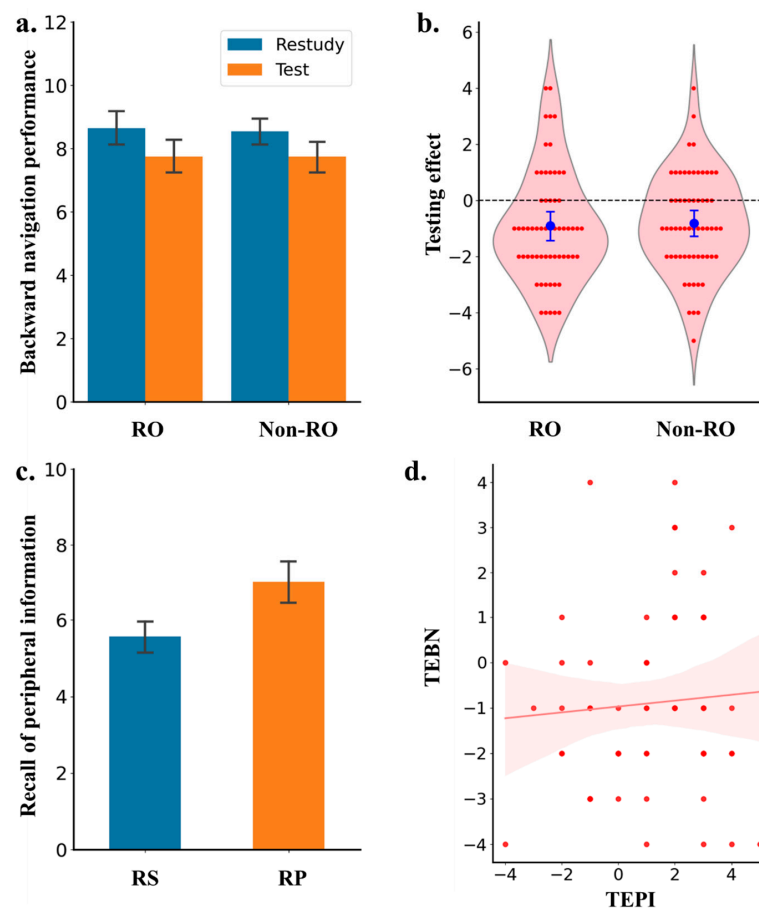 a.
Backward navigation performance
12
10
8
6
4
2
0
Restudy
Test
RO
Non-RO
b.
Testing effect
6
4
2
0
−2
−4
−6
RO
Non-RO
c.
Recall of peripheral information
10
8
6
4
2
0
RS
RP
d.
TEBN
4
3
2
1
0
−1
−2
−3
−4
−4
−2
0
2
4
TEPI